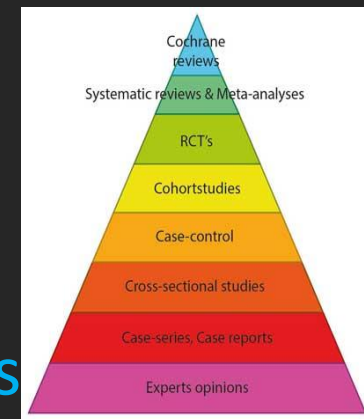 Cochrane
reviews
Systematic reviews & Meta-analyses
RCT's
Cohortstudies
Case-control
Cross-sectional studies
Case-series, Case reports
Experts opinions
s